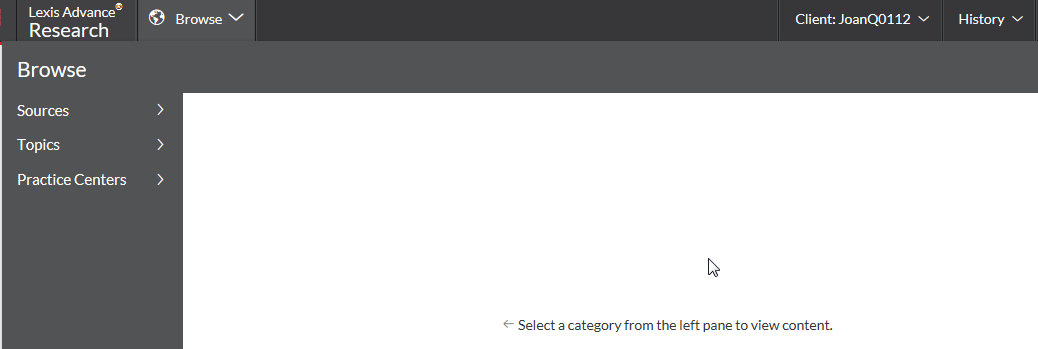 Lexis Advance®
Research
Browse
Client: JoanQ0112
History
Browse
Sources
Topics
Practice Centers
← Select a category from the left pane to view content.